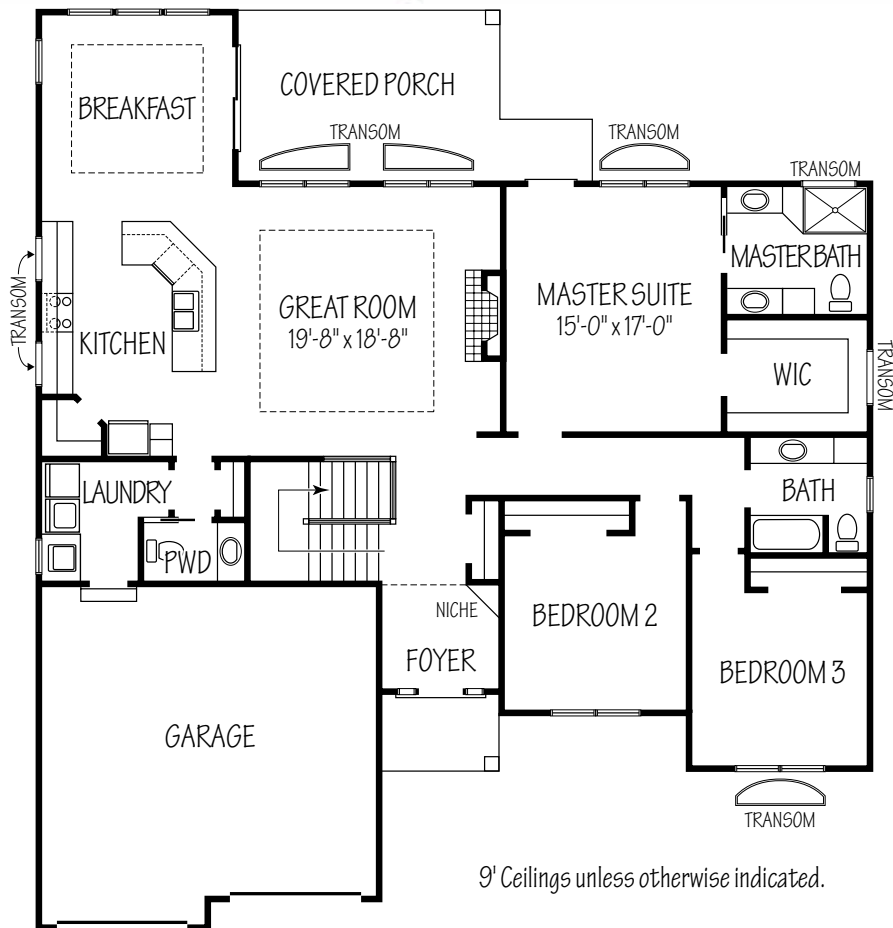 COVERED PORCH
BREAKFAST
TRANSOM
TRANSOM
TRANSOM
MASTER BATH
TRANSOM
GREAT ROOM
19'-8" x 18'-8"
MASTER SUITE
15'-0" x 17'-0"
KITCHEN
WIC
TRANSOM
LAUNDRY
BATH
PWD
NICHE
BEDROOM 2
FOYER
BEDROOM 3
GARAGE
TRANSOM
9' Ceilings unless otherwise indicated.